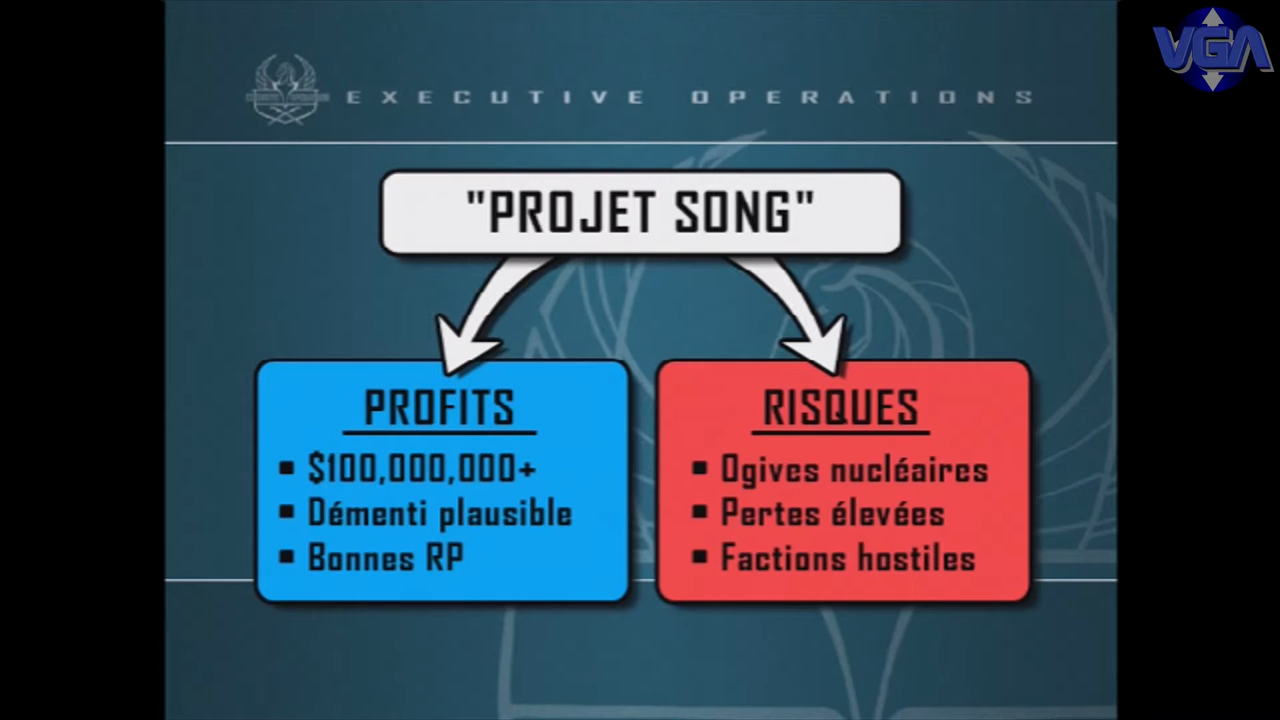 VGA
EXECUTIVE OPERATIONS
"PROJET SONG"
PROFITS
▪ $100,000,000+
▪ Démenti plausible
▪ Bonnes RP
RISQUES
▪ Ogives nucléaires
▪ Pertes élevées
▪ Factions hostiles